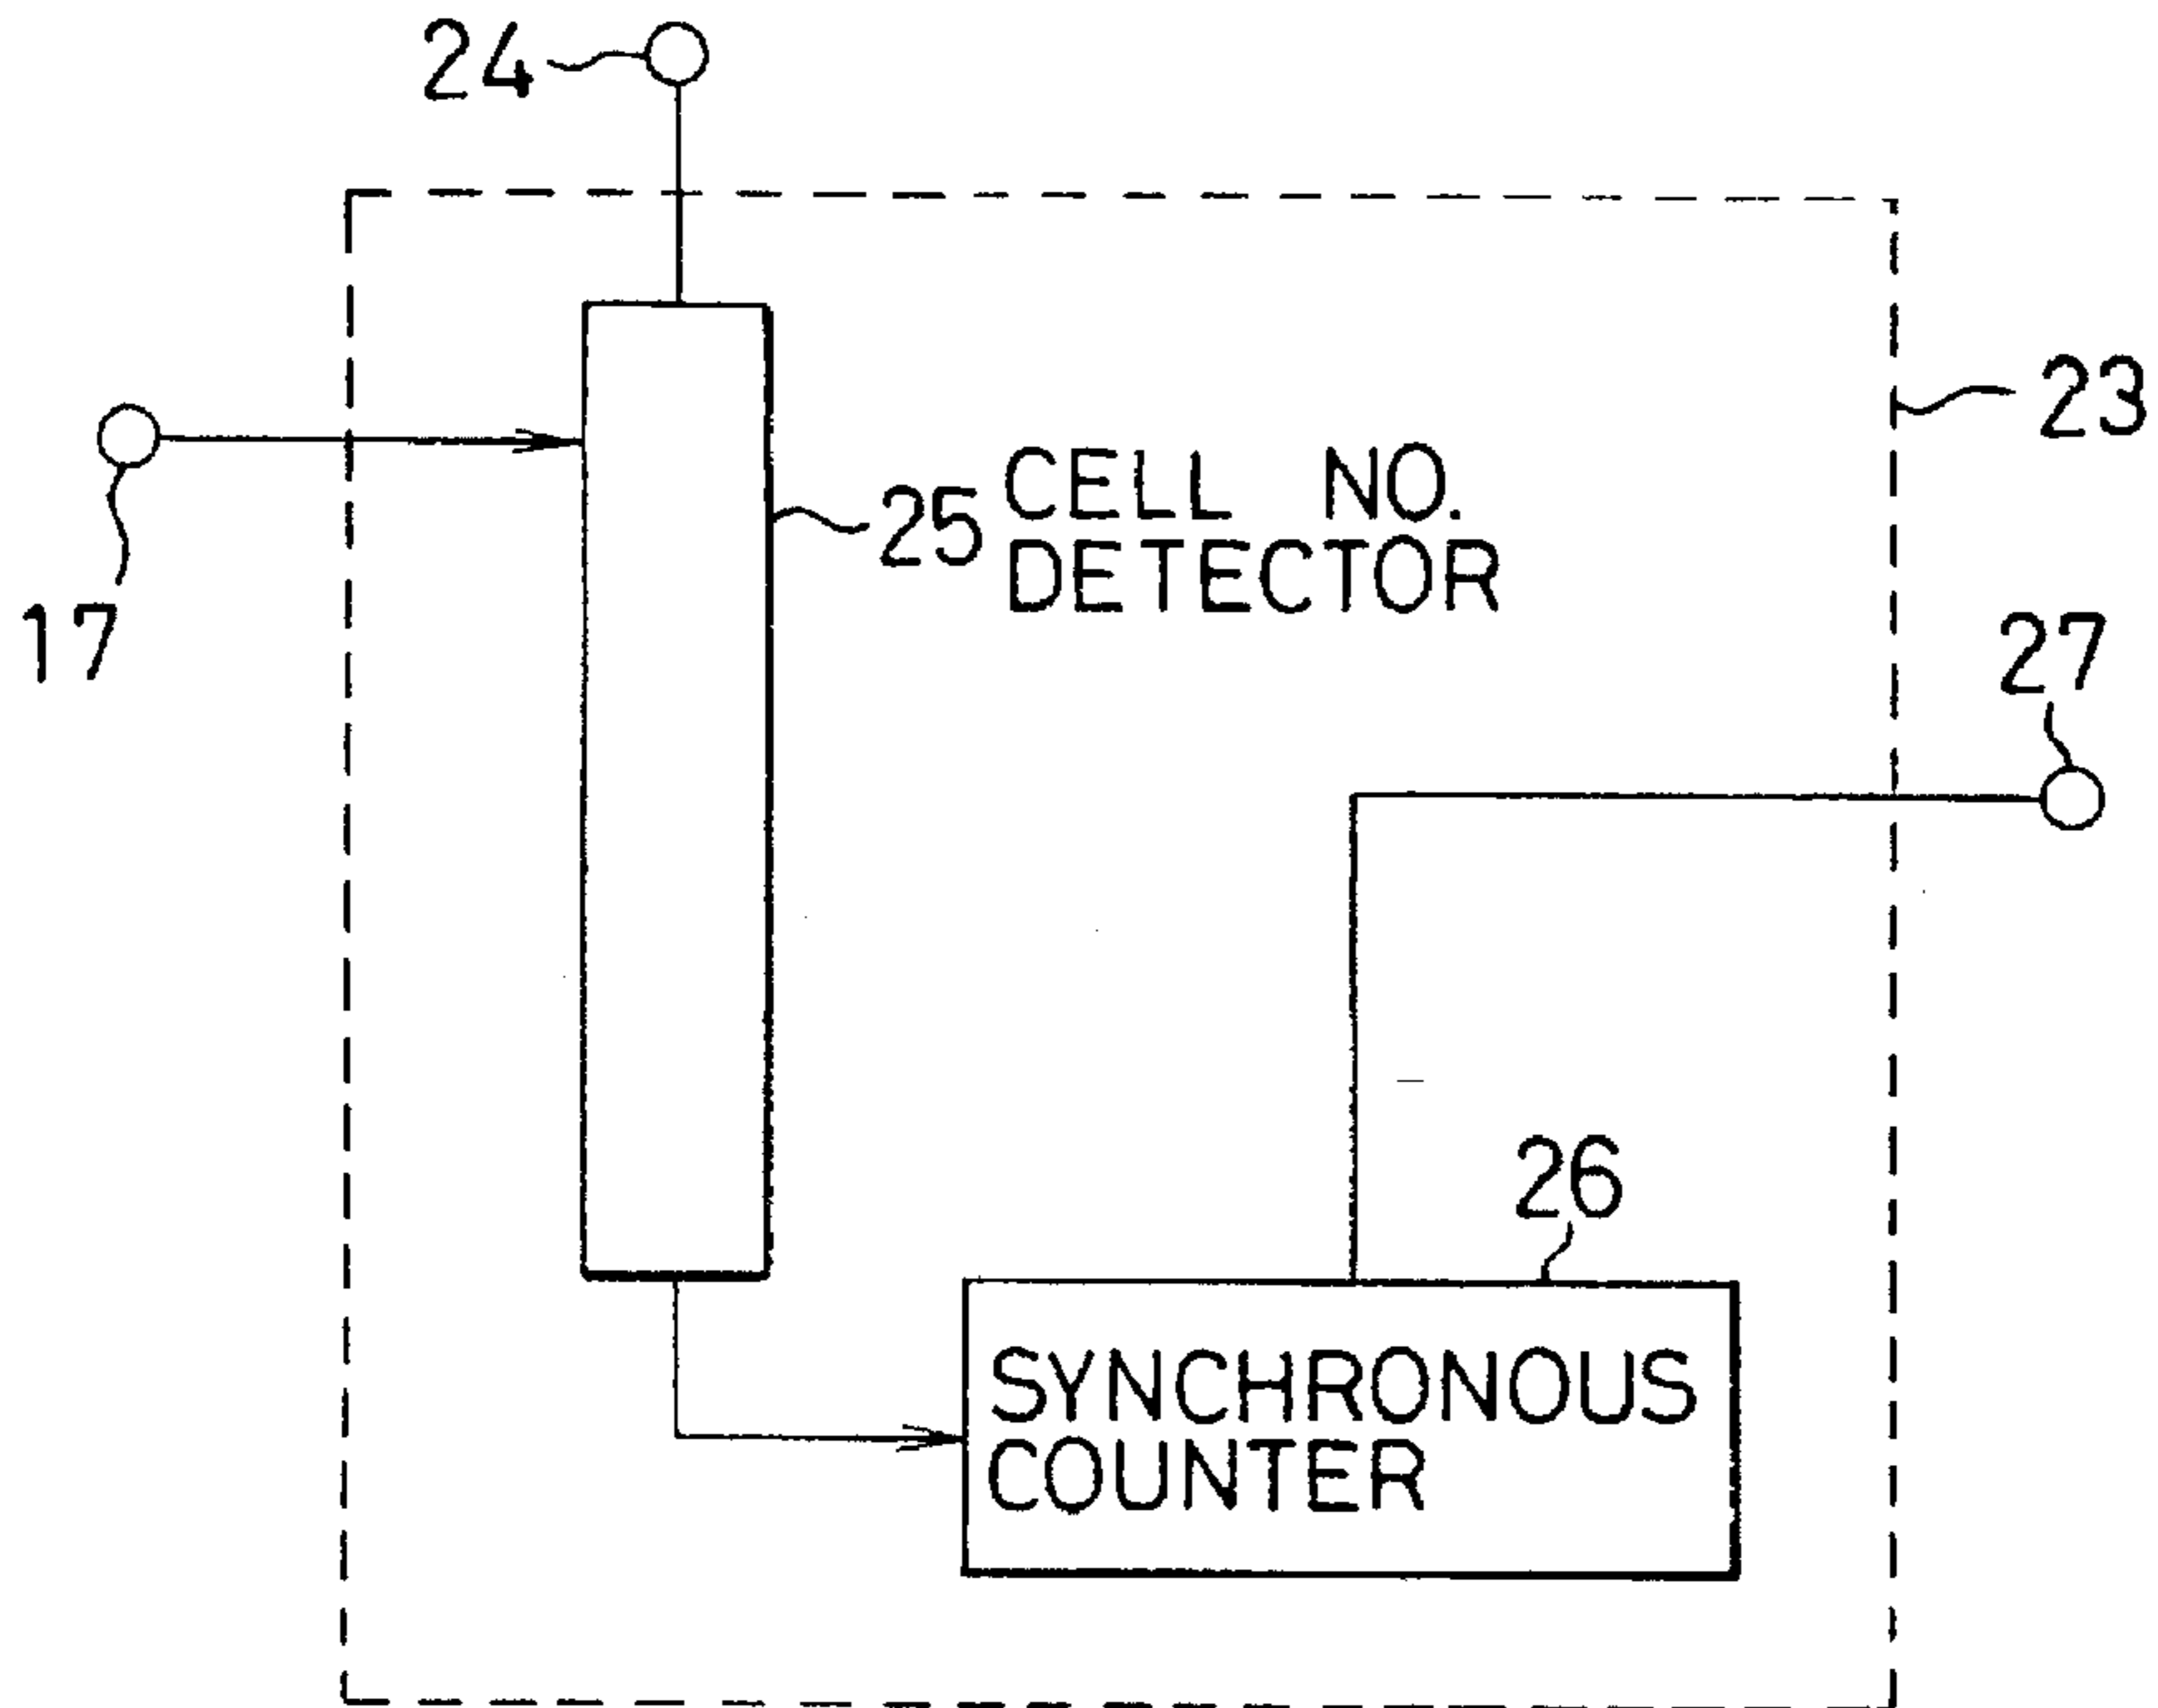 24
23
17
25 CELL NO.
DETECTOR
27
26
SYNCHRONOUS
COUNTER